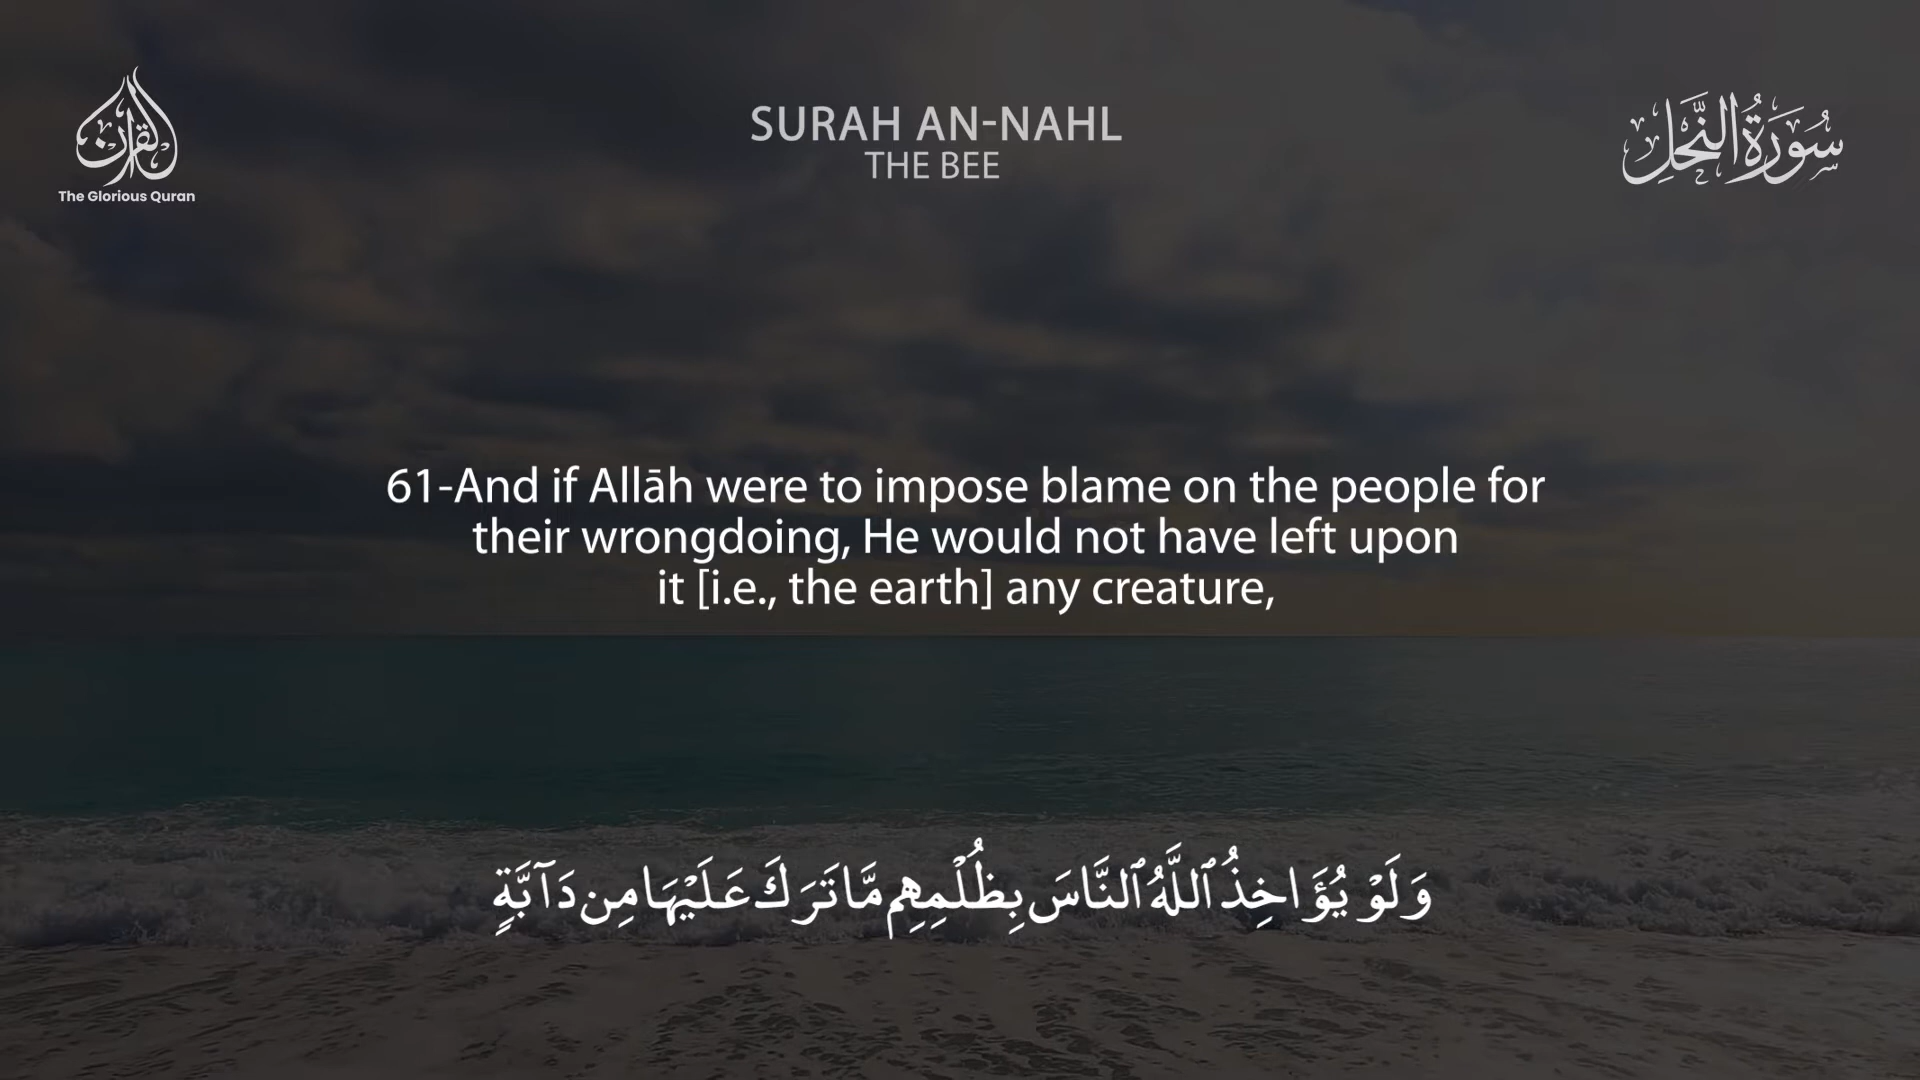 القرآن
The Glorious Quran
SURAH AN-NAHL
THE BEE
سُورَةُ النَّحْلِ
61-And if Allāh were to impose blame on the people for
their wrongdoing, He would not have left upon
it [i.e., the earth] any creature,
وَلَوْ يُؤَاخِذُ ٱللَّهُ ٱلنَّاسَ بِظُلْمِهِم مَّا تَرَكَ عَلَيْهَا مِن دَآبَّةٍ